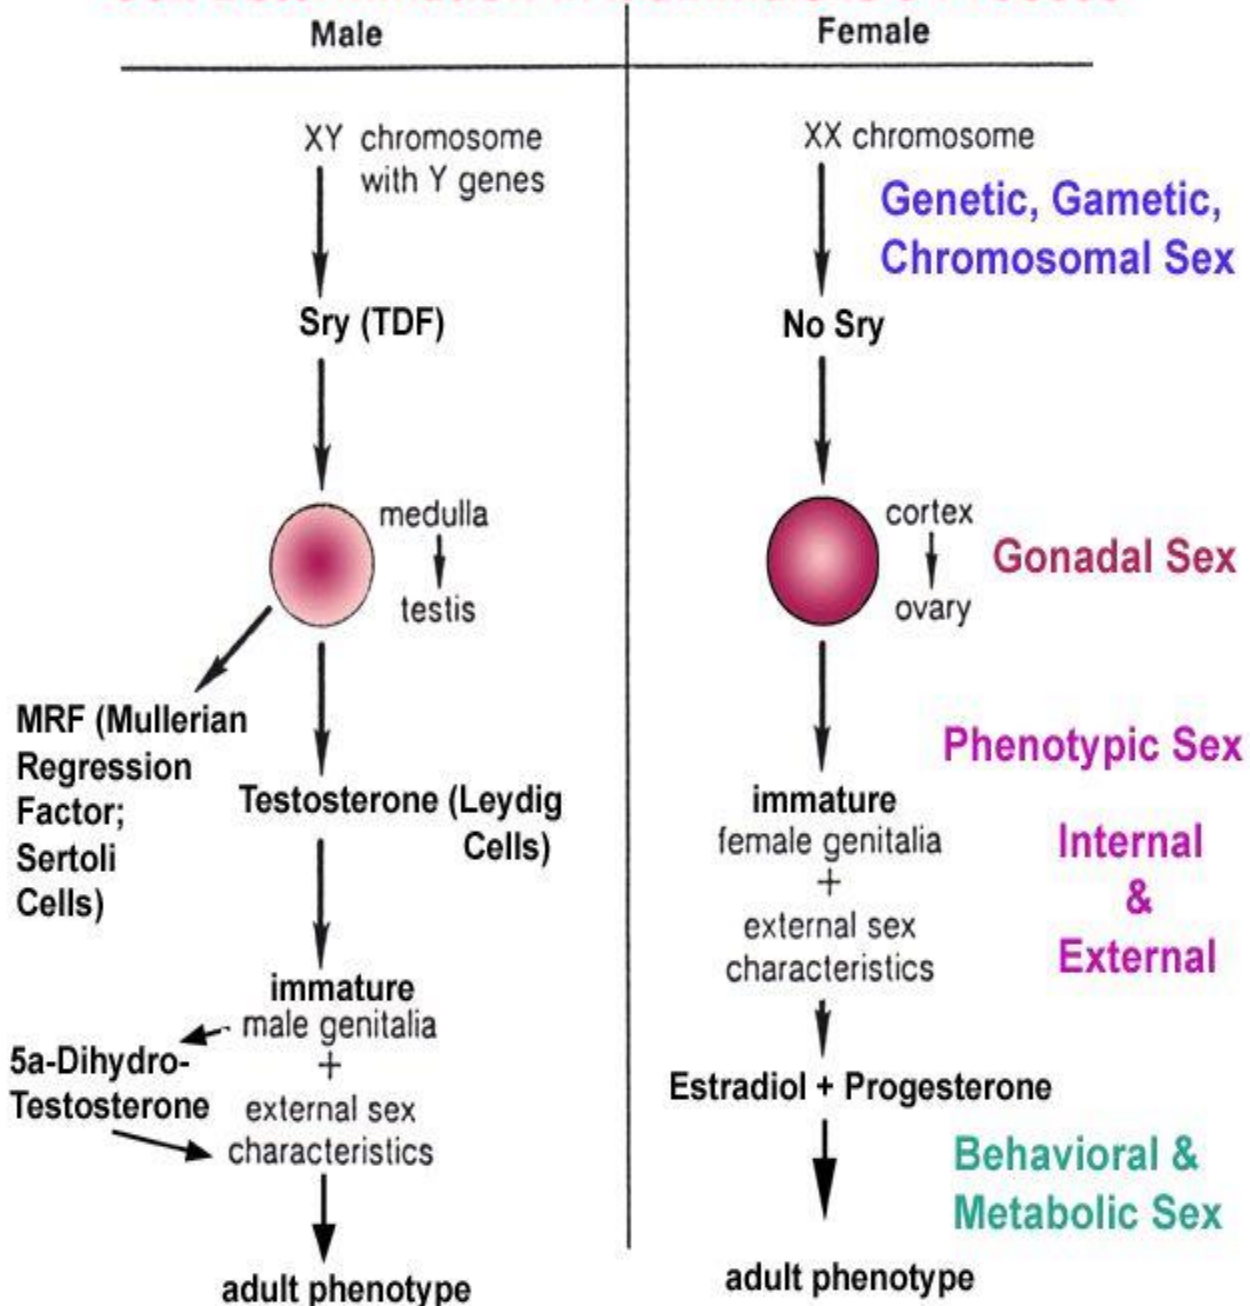 Male
Female
XY chromosome
with Y genes
XX chromosome
Genetic, Gametic,
Chromosomal Sex
Sry (TDF)
No Sry
medulla
testis
cortex
ovary
Gonadal Sex
MRF (Mullerian
Regression
Factor;
Sertoli
Cells)
Testosterone (Leydig
Cells)
immature
female genitalia
+
external sex
characteristics
Phenotypic Sex
Internal
&
External
immature
male genitalia
+
external sex
characteristics
5a-Dihydro-
Testosterone
Estradiol + Progesterone
Behavioral &
Metabolic Sex
adult phenotype
adult phenotype